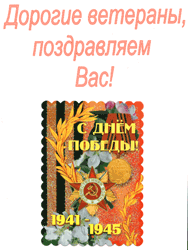 Дорогие ветераны,
поздравляем
Вас!
С ДНЁМ
ПОБЕДЫ!
1941-
1945